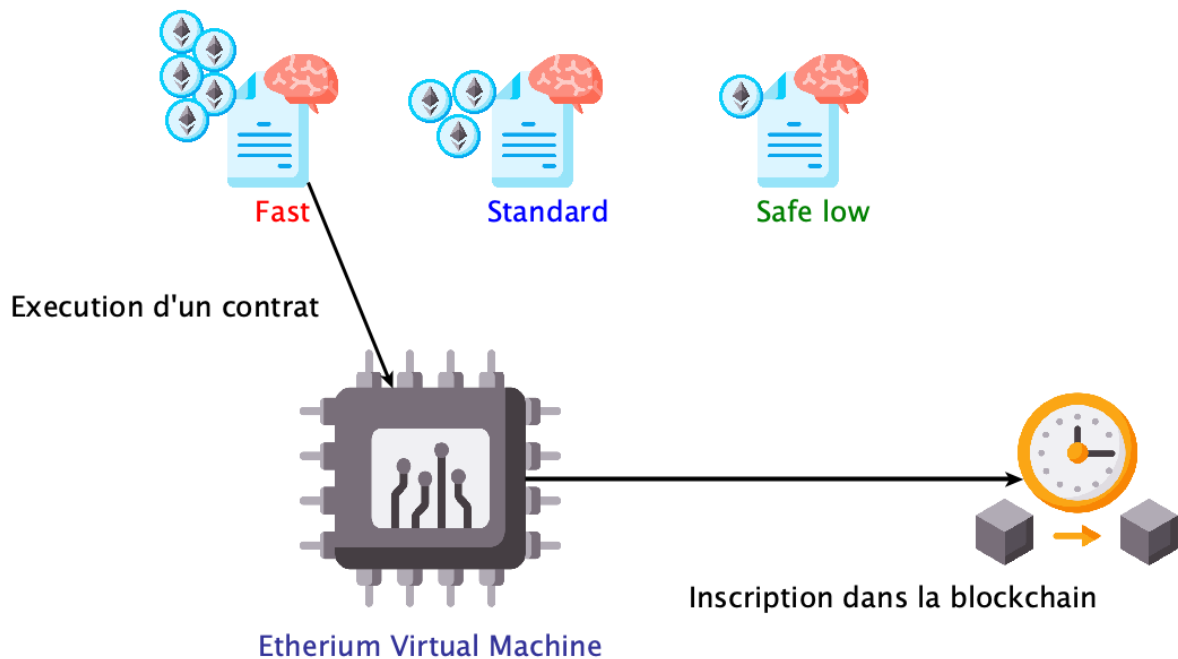 Fast
Standard
Safe low
Execution d'un contrat
Inscription dans la blockchain
Etherium Virtual Machine